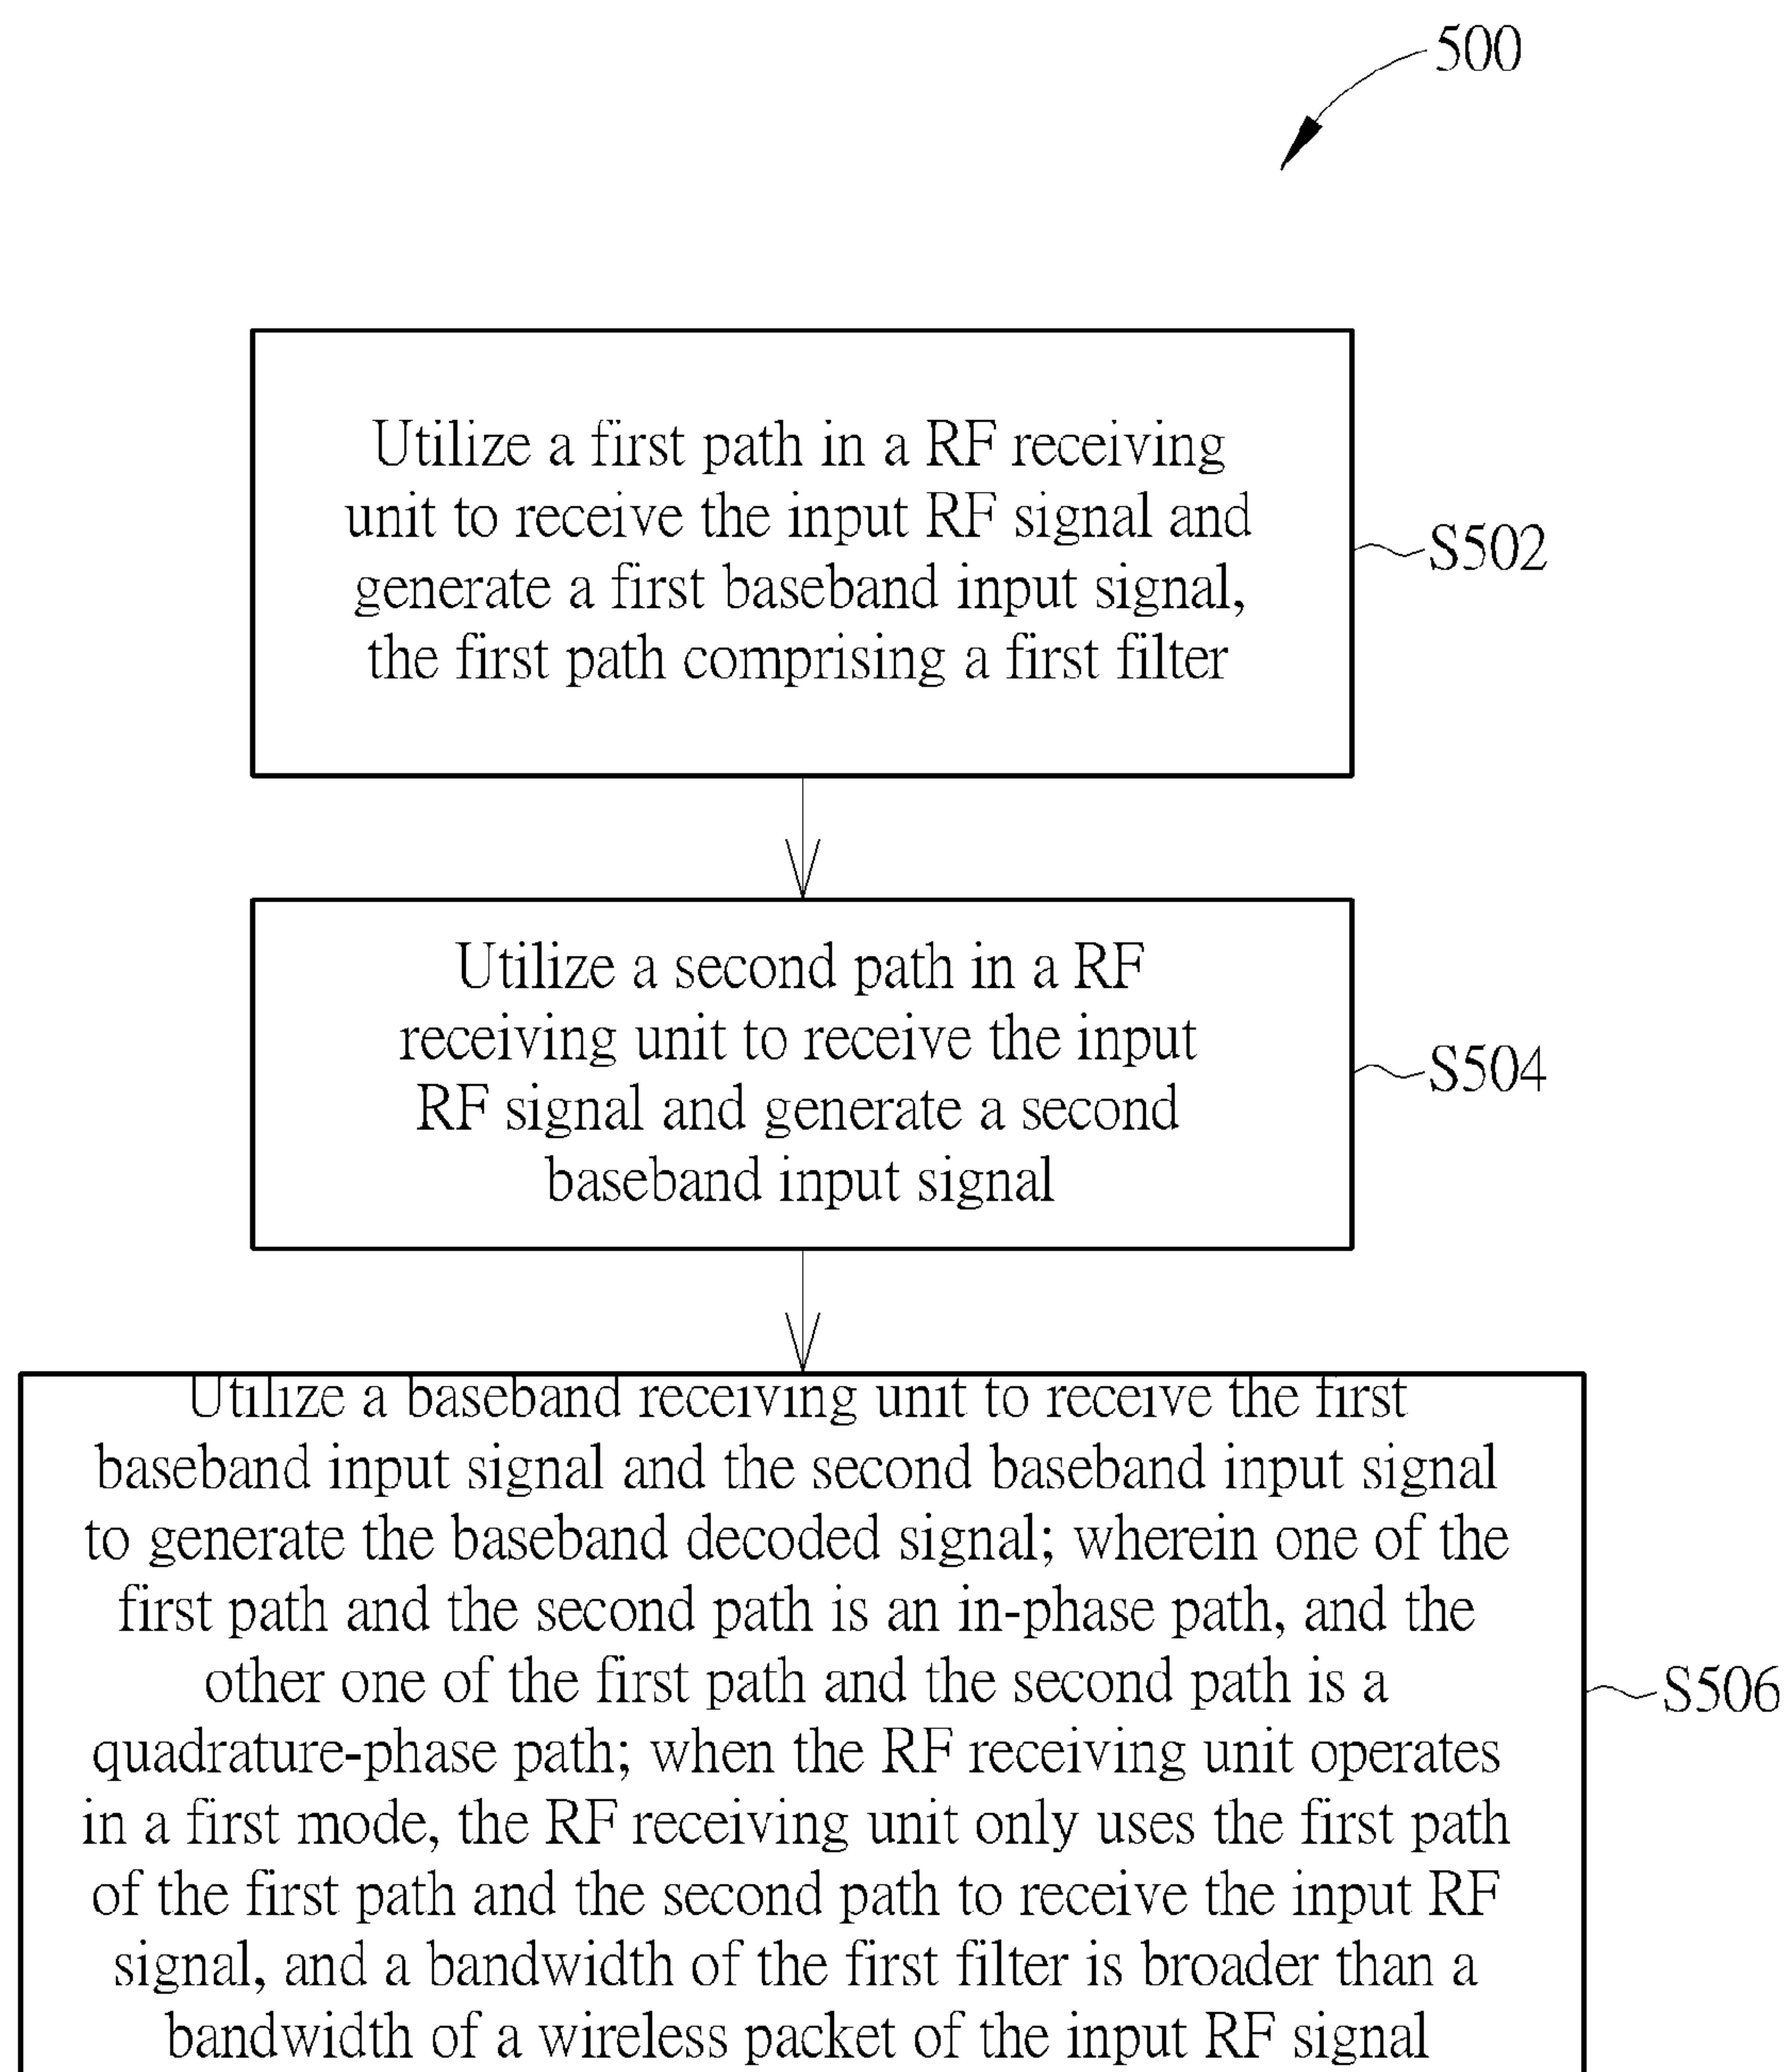 500
Utilize a first path in a RF receiving
unit to receive the input RF signal and
generate a first baseband input signal,
the first path comprising a first filter
S502
Utilize a second path in a RF
receiving unit to receive the input
RF signal and generate a second
baseband input signal
S504
Utilize a baseband receiving unit to receive the first
baseband input signal and the second baseband input signal
to generate the baseband decoded signal; wherein one of the
first path and the second path is an in-phase path, and the
other one of the first path and the second path is a
quadrature-phase path; when the RF receiving unit operates
in a first mode, the RF receiving unit only uses the first path
of the first path and the second path to receive the input RF
signal, and a bandwidth of the first filter is broader than a
bandwidth of a wireless packet of the input RF signal
S506